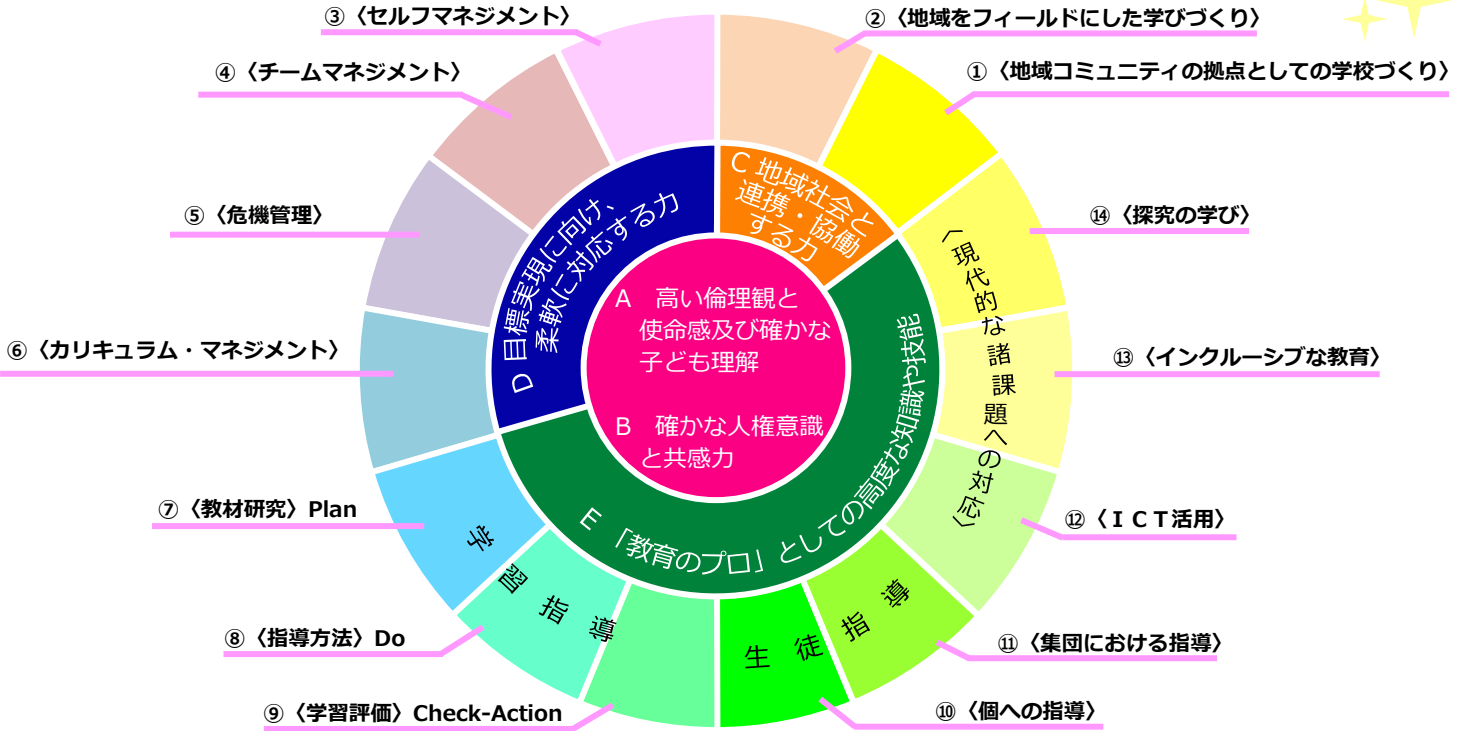 ③〈セルフマネジメント〉
②〈地域をフィールドにした学びづくり〉
④〈チームマネジメント〉
①〈地域コミュニティの拠点としての学校づくり〉
⑤〈危機管理〉
⑭〈探究の学び〉
⑥〈カリキュラム・マネジメント〉
⑬〈インクルーシブな教育〉
⑦〈教材研究〉Plan
⑫〈ＩＣＴ活用〉
⑧〈指導方法〉Do
⑪〈集団における指導〉
⑨〈学習評価〉Check-Action
⑩〈個への指導〉
C 地域社会と
連携・協働
する力
D 目標実現に向け、
柔軟に対応する力
A　高い倫理観と
使命感及び確かな
子ども理解
B　確かな人権意識
と共感力
E 「教育のプロ」としての高度な知識や技能
〈現代的な諸課題への対応〉
学習指導
生徒指導